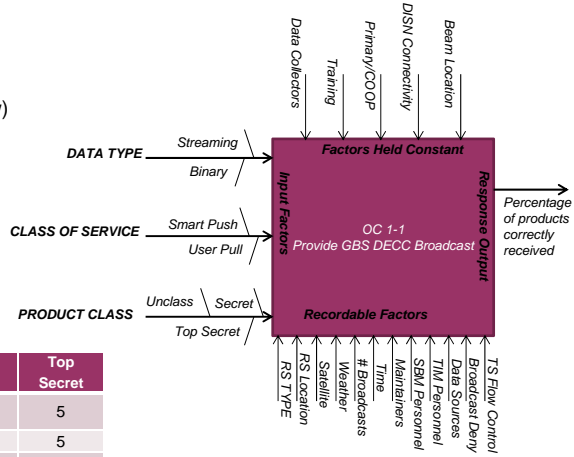 Data Collectors
Training
Primary/COOP
DISN Connectivity
Beam Location
)
DATA TYPE
Streaming
Binary
CLASS OF SERVICE
Smart Push
User Pull
PRODUCT CLASS
Unclass
Secret
Top Secret
Factors Held Constant
Input Factors
OC 1-1
Provide GBS DECC Broadcast
Response Output
Recordable Factors
Percentage
of products
correctly
received
RS TYPE
RS Location
Satellite
Weather
# Broadcasts
Time
Maintainers
SBM Personnel
TIM Personnel
Data Sources
Broadcast Deny
TS Flow Control
Top
Secret
5
5